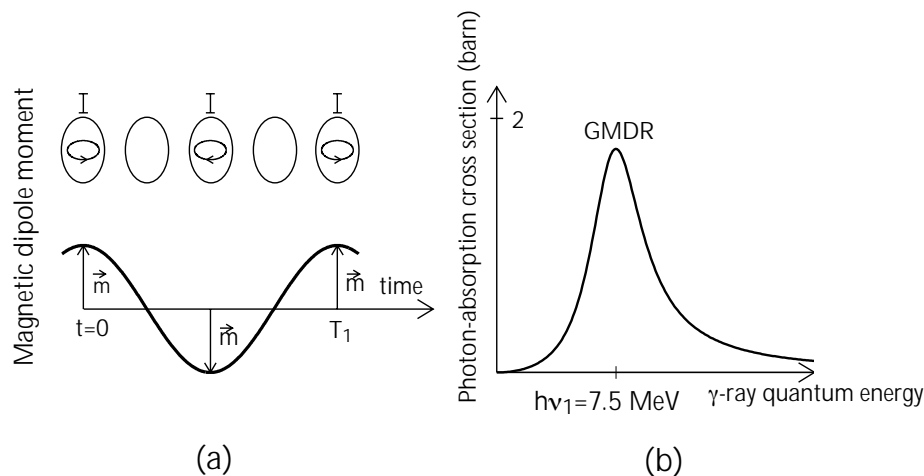 Magnetic dipole moment
I I I
m⃗
m⃗
m⃗
time
t=0
T₁
(a)
Photon-absorption cross section (barn)
2
GMDR
hν₁=7.5 MeV
γ-ray quantum energy
(b)